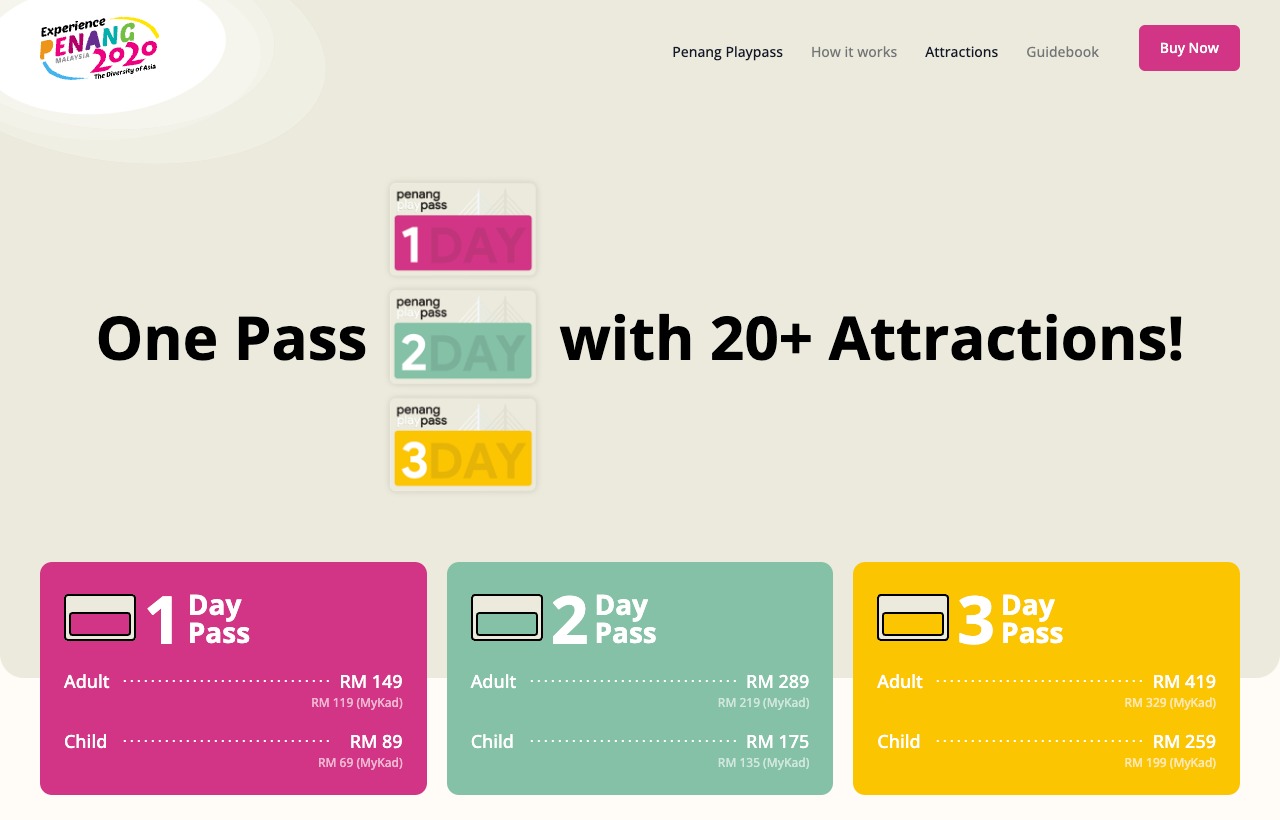 Experience
PENANG
MALAYSIA 2020
The Diversity of Asia
Penang Playpass
How it works
Attractions
Guidebook
Buy Now
One Pass
penang
playpass
1DAY
penang
playpass
2DAY
penang
playpass
3DAY
with 20+ Attractions!
1 Day
Pass
Adult RM 149
RM 119 (MyKad)
Child RM 89
RM 69 (MyKad)
2 Day
Pass
Adult RM 289
RM 219 (MyKad)
Child RM 175
RM 135 (MyKad)
3 Day
Pass
Adult RM 419
RM 329 (MyKad)
Child RM 259
RM 199 (MyKad)